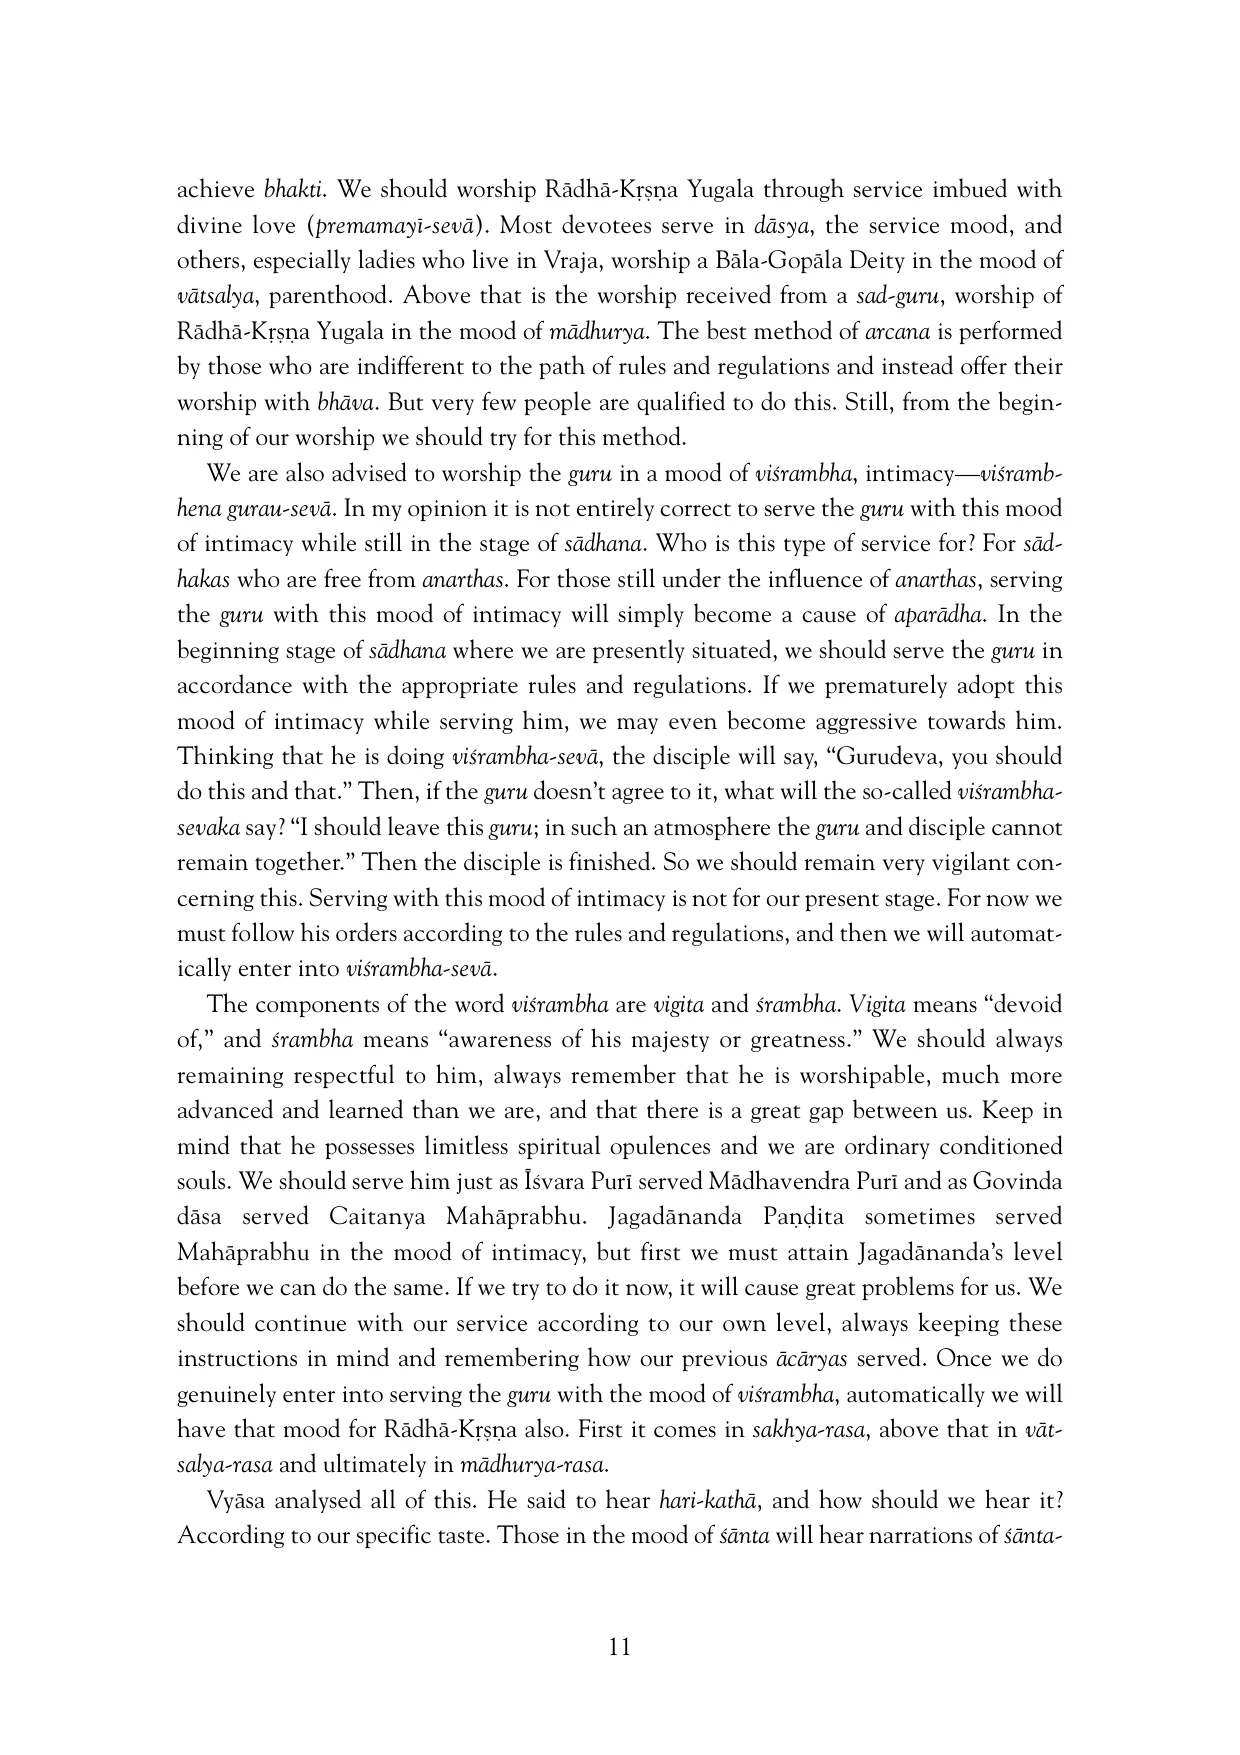 achieve bhakti. We should worship Rādhā-Kṛṣṇa Yugala through service imbued with
divine love (premamayī-sevā). Most devotees serve in dāsya, the service mood, and
others, especially ladies who live in Vraja, worship a Bāla-Gopāla Deity in the mood of
vātsalya, parenthood. Above that is the worship received from a sad-guru, worship of
Rādhā-Kṛṣṇa Yugala in the mood of mādhurya. The best method of arcana is performed
by those who are indifferent to the path of rules and regulations and instead offer their
worship with bhāva. But very few people are qualified to do this. Still, from the begin-
ning of our worship we should try for this method.
We are also advised to worship the guru in a mood of viśrambha, intimacy—viśramb-
hena gurau-sevā. In my opinion it is not entirely correct to serve the guru with this mood
of intimacy while still in the stage of sādhana. Who is this type of service for? For sād-
hakas who are free from anarthas. For those still under the influence of anarthas, serving
the guru with this mood of intimacy will simply become a cause of aparādha. In the
beginning stage of sādhana where we are presently situated, we should serve the guru in
accordance with the appropriate rules and regulations. If we prematurely adopt this
mood of intimacy while serving him, we may even become aggressive towards him.
Thinking that he is doing viśrambha-sevā, the disciple will say, “Gurudeva, you should
do this and that.” Then, if the guru doesn’t agree to it, what will the so-called viśrambha-
sevaka say? “I should leave this guru; in such an atmosphere the guru and disciple cannot
remain together.” Then the disciple is finished. So we should remain very vigilant con-
cerning this. Serving with this mood of intimacy is not for our present stage. For now we
must follow his orders according to the rules and regulations, and then we will automat-
ically enter into viśrambha-sevā.
The components of the word viśrambha are vigita and śrambha. Vigita means “devoid
of,” and śrambha means “awareness of his majesty or greatness.” We should always
remaining respectful to him, always remember that he is worshipable, much more
advanced and learned than we are, and that there is a great gap between us. Keep in
mind that he possesses limitless spiritual opulences and we are ordinary conditioned
souls. We should serve him just as Īśvara Purī served Mādhavendra Purī and as Govinda
dāsa served Caitanya Mahāprabhu. Jagadānanda Paṇḍita sometimes served
Mahāprabhu in the mood of intimacy, but first we must attain Jagadānanda’s level
before we can do the same. If we try to do it now, it will cause great problems for us. We
should continue with our service according to our own level, always keeping these
instructions in mind and remembering how our previous ācāryas served. Once we do
genuinely enter into serving the guru with the mood of viśrambha, automatically we will
have that mood for Rādhā-Kṛṣṇa also. First it comes in sakhya-rasa, above that in vāt-
salya-rasa and ultimately in mādhurya-rasa.
Vyāsa analysed all of this. He said to hear hari-kathā, and how should we hear it?
According to our specific taste. Those in the mood of śānta will hear narrations of śānta-
11